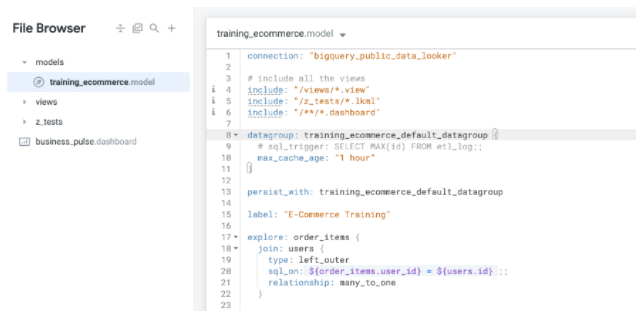 File Browser
models
training_ecommerce.model
views
z_tests
business_pulse.dashboard
training_ecommerce.model
1 connection: "bigquery_public_data_looker"
2
3 # include all the views
i 4 include: "/views/*.view"
i 5 include: "/z_tests/*.lkml"
i 6 include: "/**/*.dashboard"
7
8 datagroup: training_ecommerce_default_datagroup {
9 # sql_trigger: SELECT MAX(id) FROM etl_log;;
10 max_cache_age: "1 hour"
11 }
12
13 persist_with: training_ecommerce_default_datagroup
14
15 label: "E-Commerce Training"
16
17 explore: order_items {
18 join: users {
19 type: left_outer
20 sql_on: ${order_items.user_id} = ${users.id} ;;
21 relationship: many_to_one
22 }
23